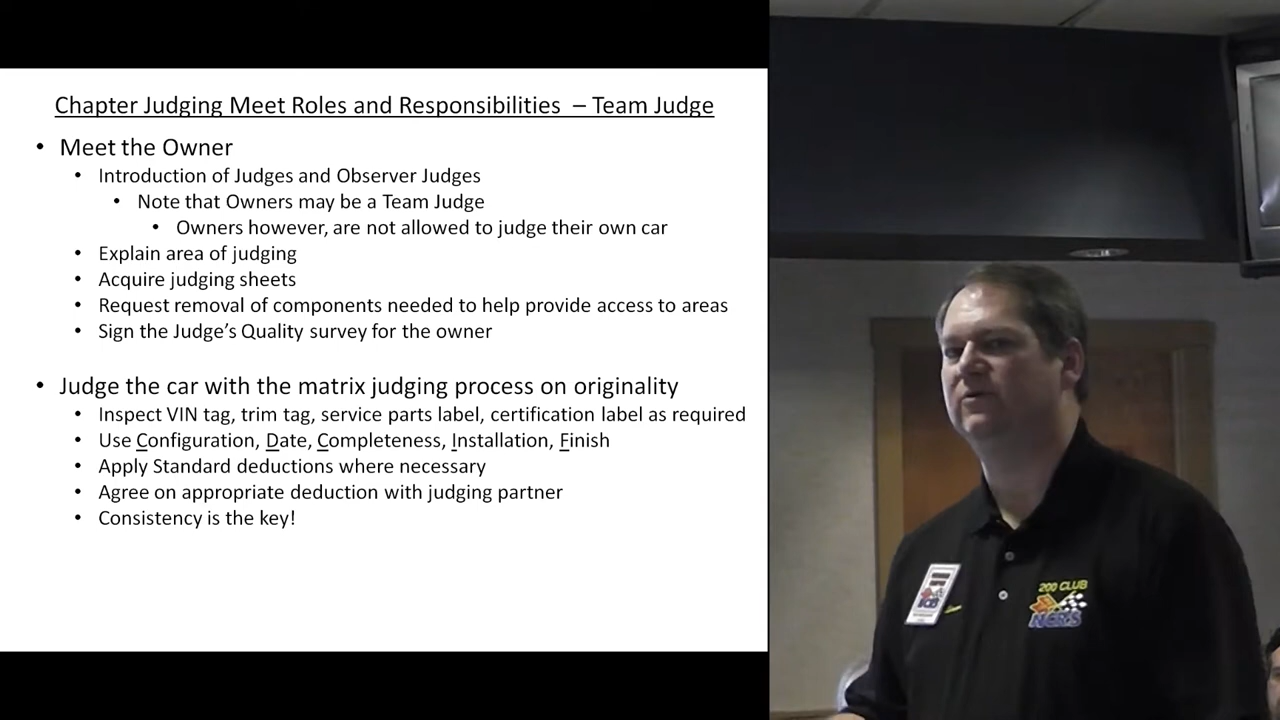 Chapter Judging Meet Roles and Responsibilities – Team Judge
• Meet the Owner
• Introduction of Judges and Observer Judges
• Note that Owners may be a Team Judge
• Owners however, are not allowed to judge their own car
• Explain area of judging
• Acquire judging sheets
• Request removal of components needed to help provide access to areas
• Sign the Judge's Quality survey for the owner
• Judge the car with the matrix judging process on originality
• Inspect VIN tag, trim tag, service parts label, certification label as required
• Use Configuration, Date, Completeness, Installation, Finish
• Apply Standard deductions where necessary
• Agree on appropriate deduction with judging partner
• Consistency is the key!
200 CLUB
NCRS